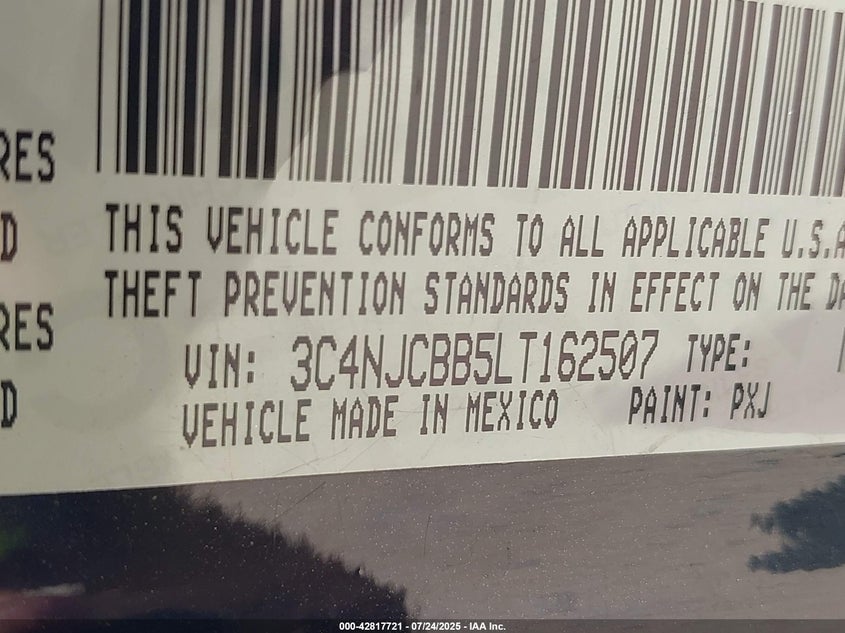 RES
D
THIS VEHICLE CONFORMS TO ALL APPLICABLE U.S.A
THEFT PREVENTION STANDARDS IN EFFECT ON THE DA
RES
VIN: 3C4NJCBB5LT162507 TYPE:
D
VEHICLE MADE IN MEXICO PAINT: PXJ
000-42817721 - 07/24/2025 - IAA Inc.